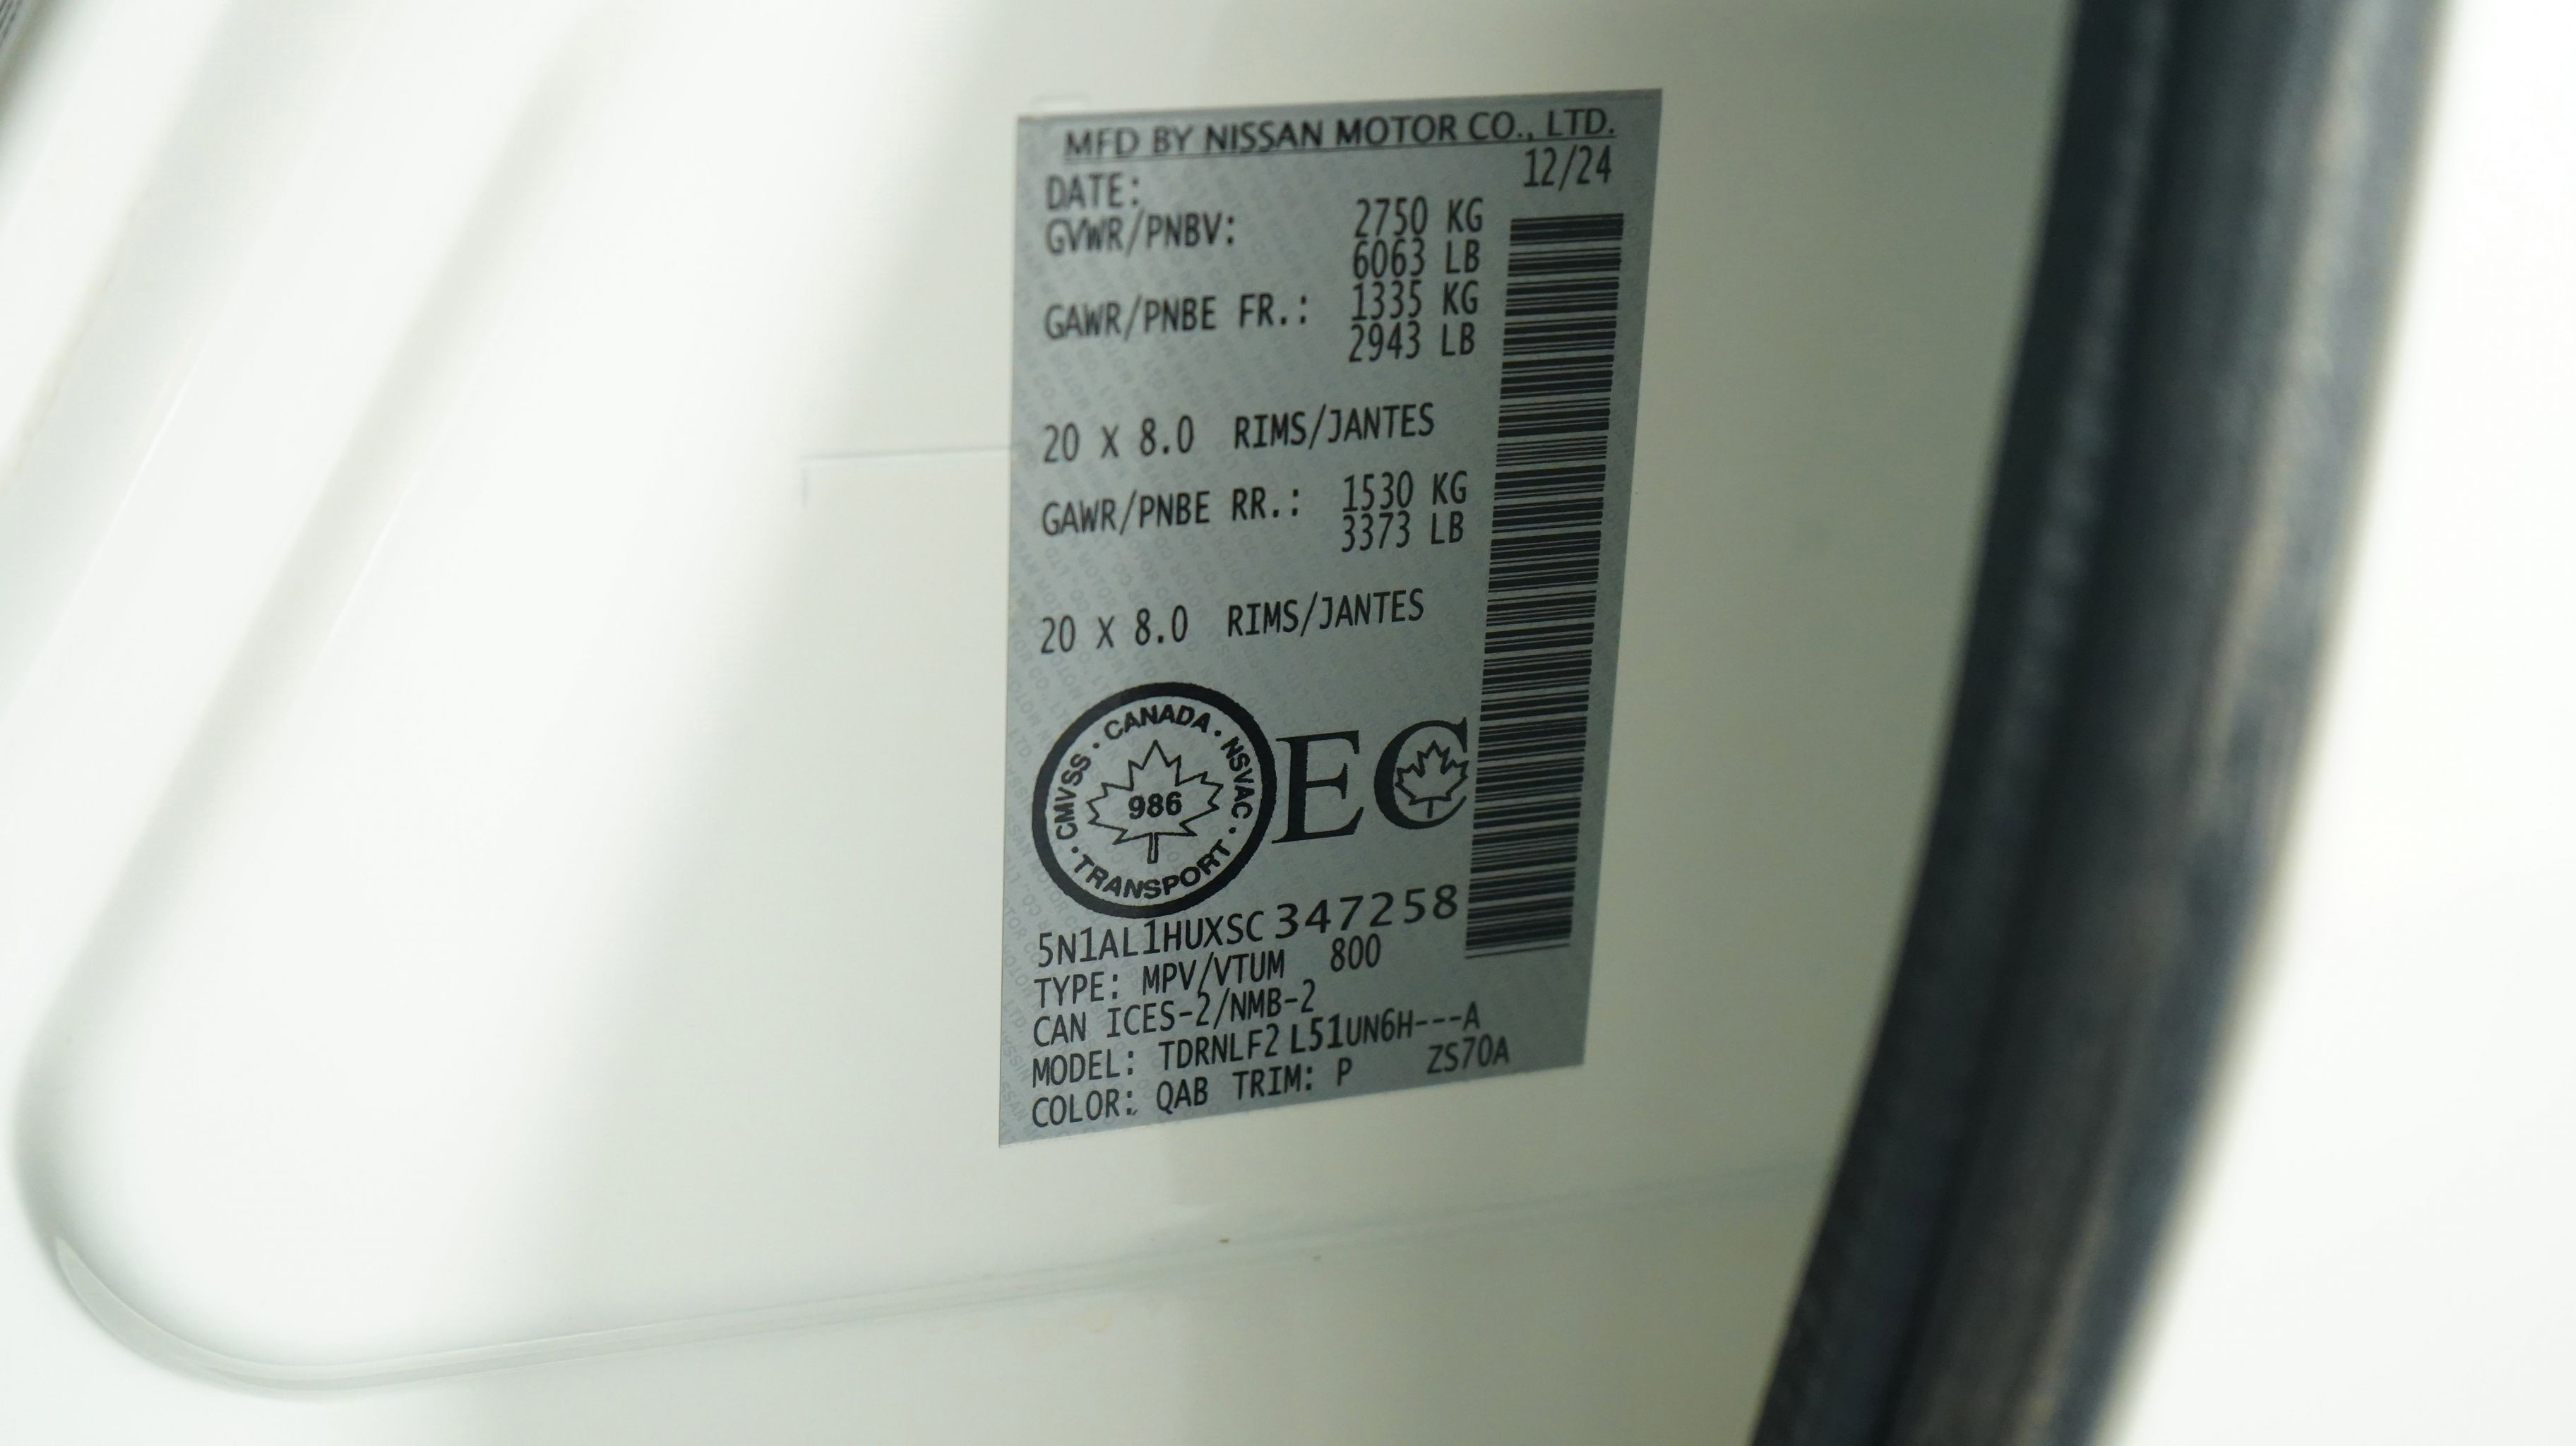 MFD BY NISSAN MOTOR CO., LTD.
DATE: 12/24
GVWR/PNBV: 2750 KG
6063 LB
GAWR/PNBE FR.: 1335 KG
2943 LB
20 X 8.0 RIMS/JANTES
GAWR/PNBE RR.: 1530 KG
3373 LB
20 X 8.0 RIMS/JANTES
CANADA · NSVAC · TRANSPORT · CMVSS ·
986
EC
5N1AL1HUXSC347258
TYPE: MPV/VTUM 800
CAN ICES-2/NMB-2
MODEL: TDRNLF2 L51UN6H---A
COLOR: QAB TRIM: P ZS70A